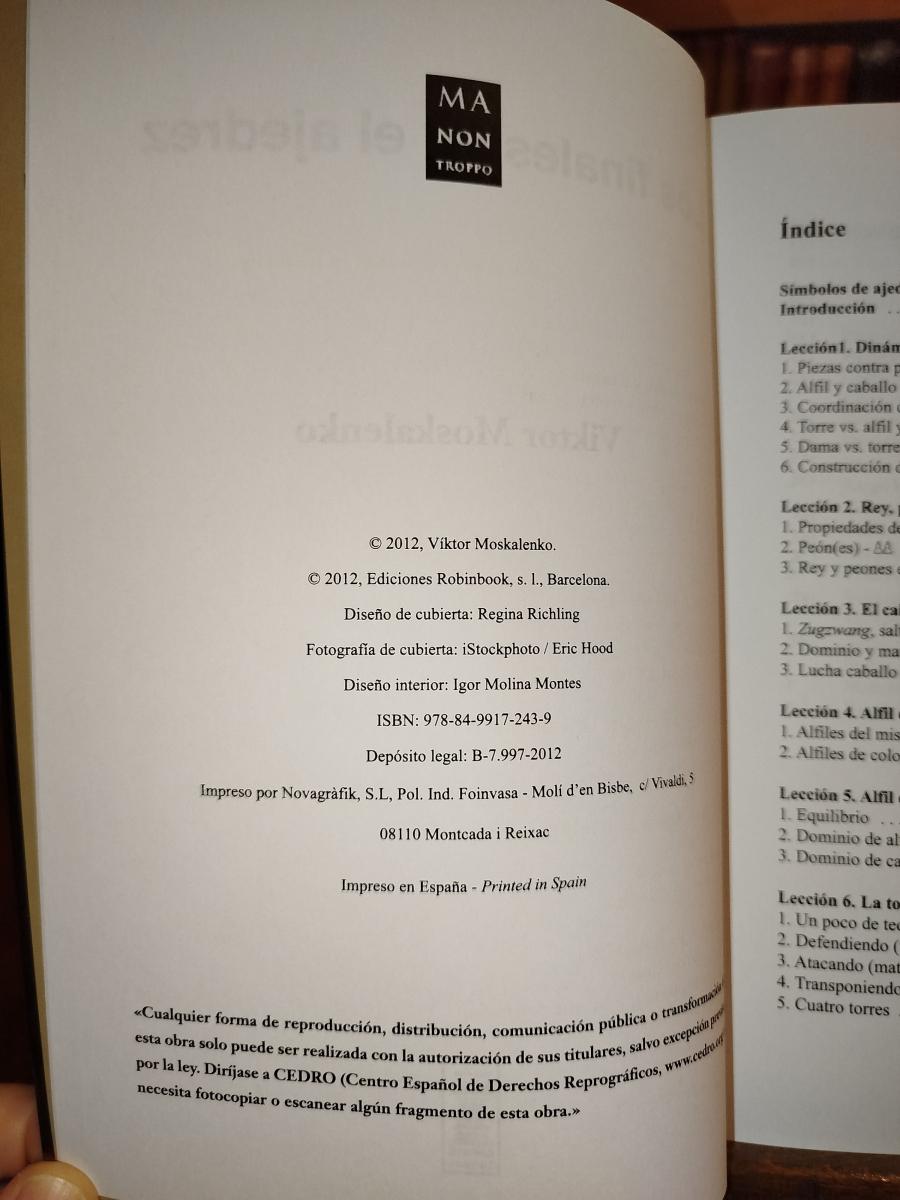 MA
NON
TROPPO
© 2012, Víktor Moskalenko.
© 2012, Ediciones Robinbook, s. l., Barcelona.
Diseño de cubierta: Regina Richling
Fotografía de cubierta: iStockphoto / Eric Hood
Diseño interior: Igor Molina Montes
ISBN: 978-84-9917-243-9
Depósito legal: B-7.997-2012
Impreso por Novagràfik, S.L, Pol. Ind. Foinvasa - Molí d'en Bisbe, c/ Vivaldi, 5
08110 Montcada i Reixac
Impreso en España - Printed in Spain
«Cualquier forma de reproducción, distribución, comunicación pública o transformación
esta obra solo puede ser realizada con la autorización de sus titulares, salvo excepción
por la ley. Diríjase a CEDRO (Centro Español de Derechos Reprográficos, www.cedro.org
necesita fotocopiar o escanear algún fragmento de esta obra.»
Índice
Símbolos de
Introducción ..
Lección1.
1. Piezas contra
2. Alfil y caballo
3. Coordinación
4. Torre vs. alfil y
5. Dama vs. torre
6. Construcción
Lección 2. Rey,
1. Propiedades
2. Peón(es) - ♙♙
3. Rey y peones
Lección 3. El
1. Zugzwang,
2. Dominio y
3. Lucha caballo
Lección 4. Alfil
1. Alfiles del
2. Alfiles de
Lección 5. Alfil
1. Equilibrio ...
2. Dominio de
3. Dominio de
Lección 6. La
1. Un poco de
2. Defendiendo (
3. Atacando
4. Transponiendo
5. Cuatro torres